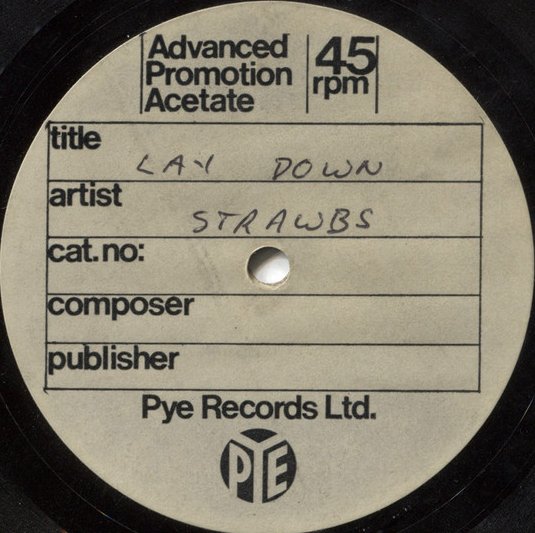 Advanced
Promotion
Acetate
45
rpm
title
LAY DOWN
artist
STRAWBS
cat.no:
composer
publisher
Pye Records Ltd.
PYE